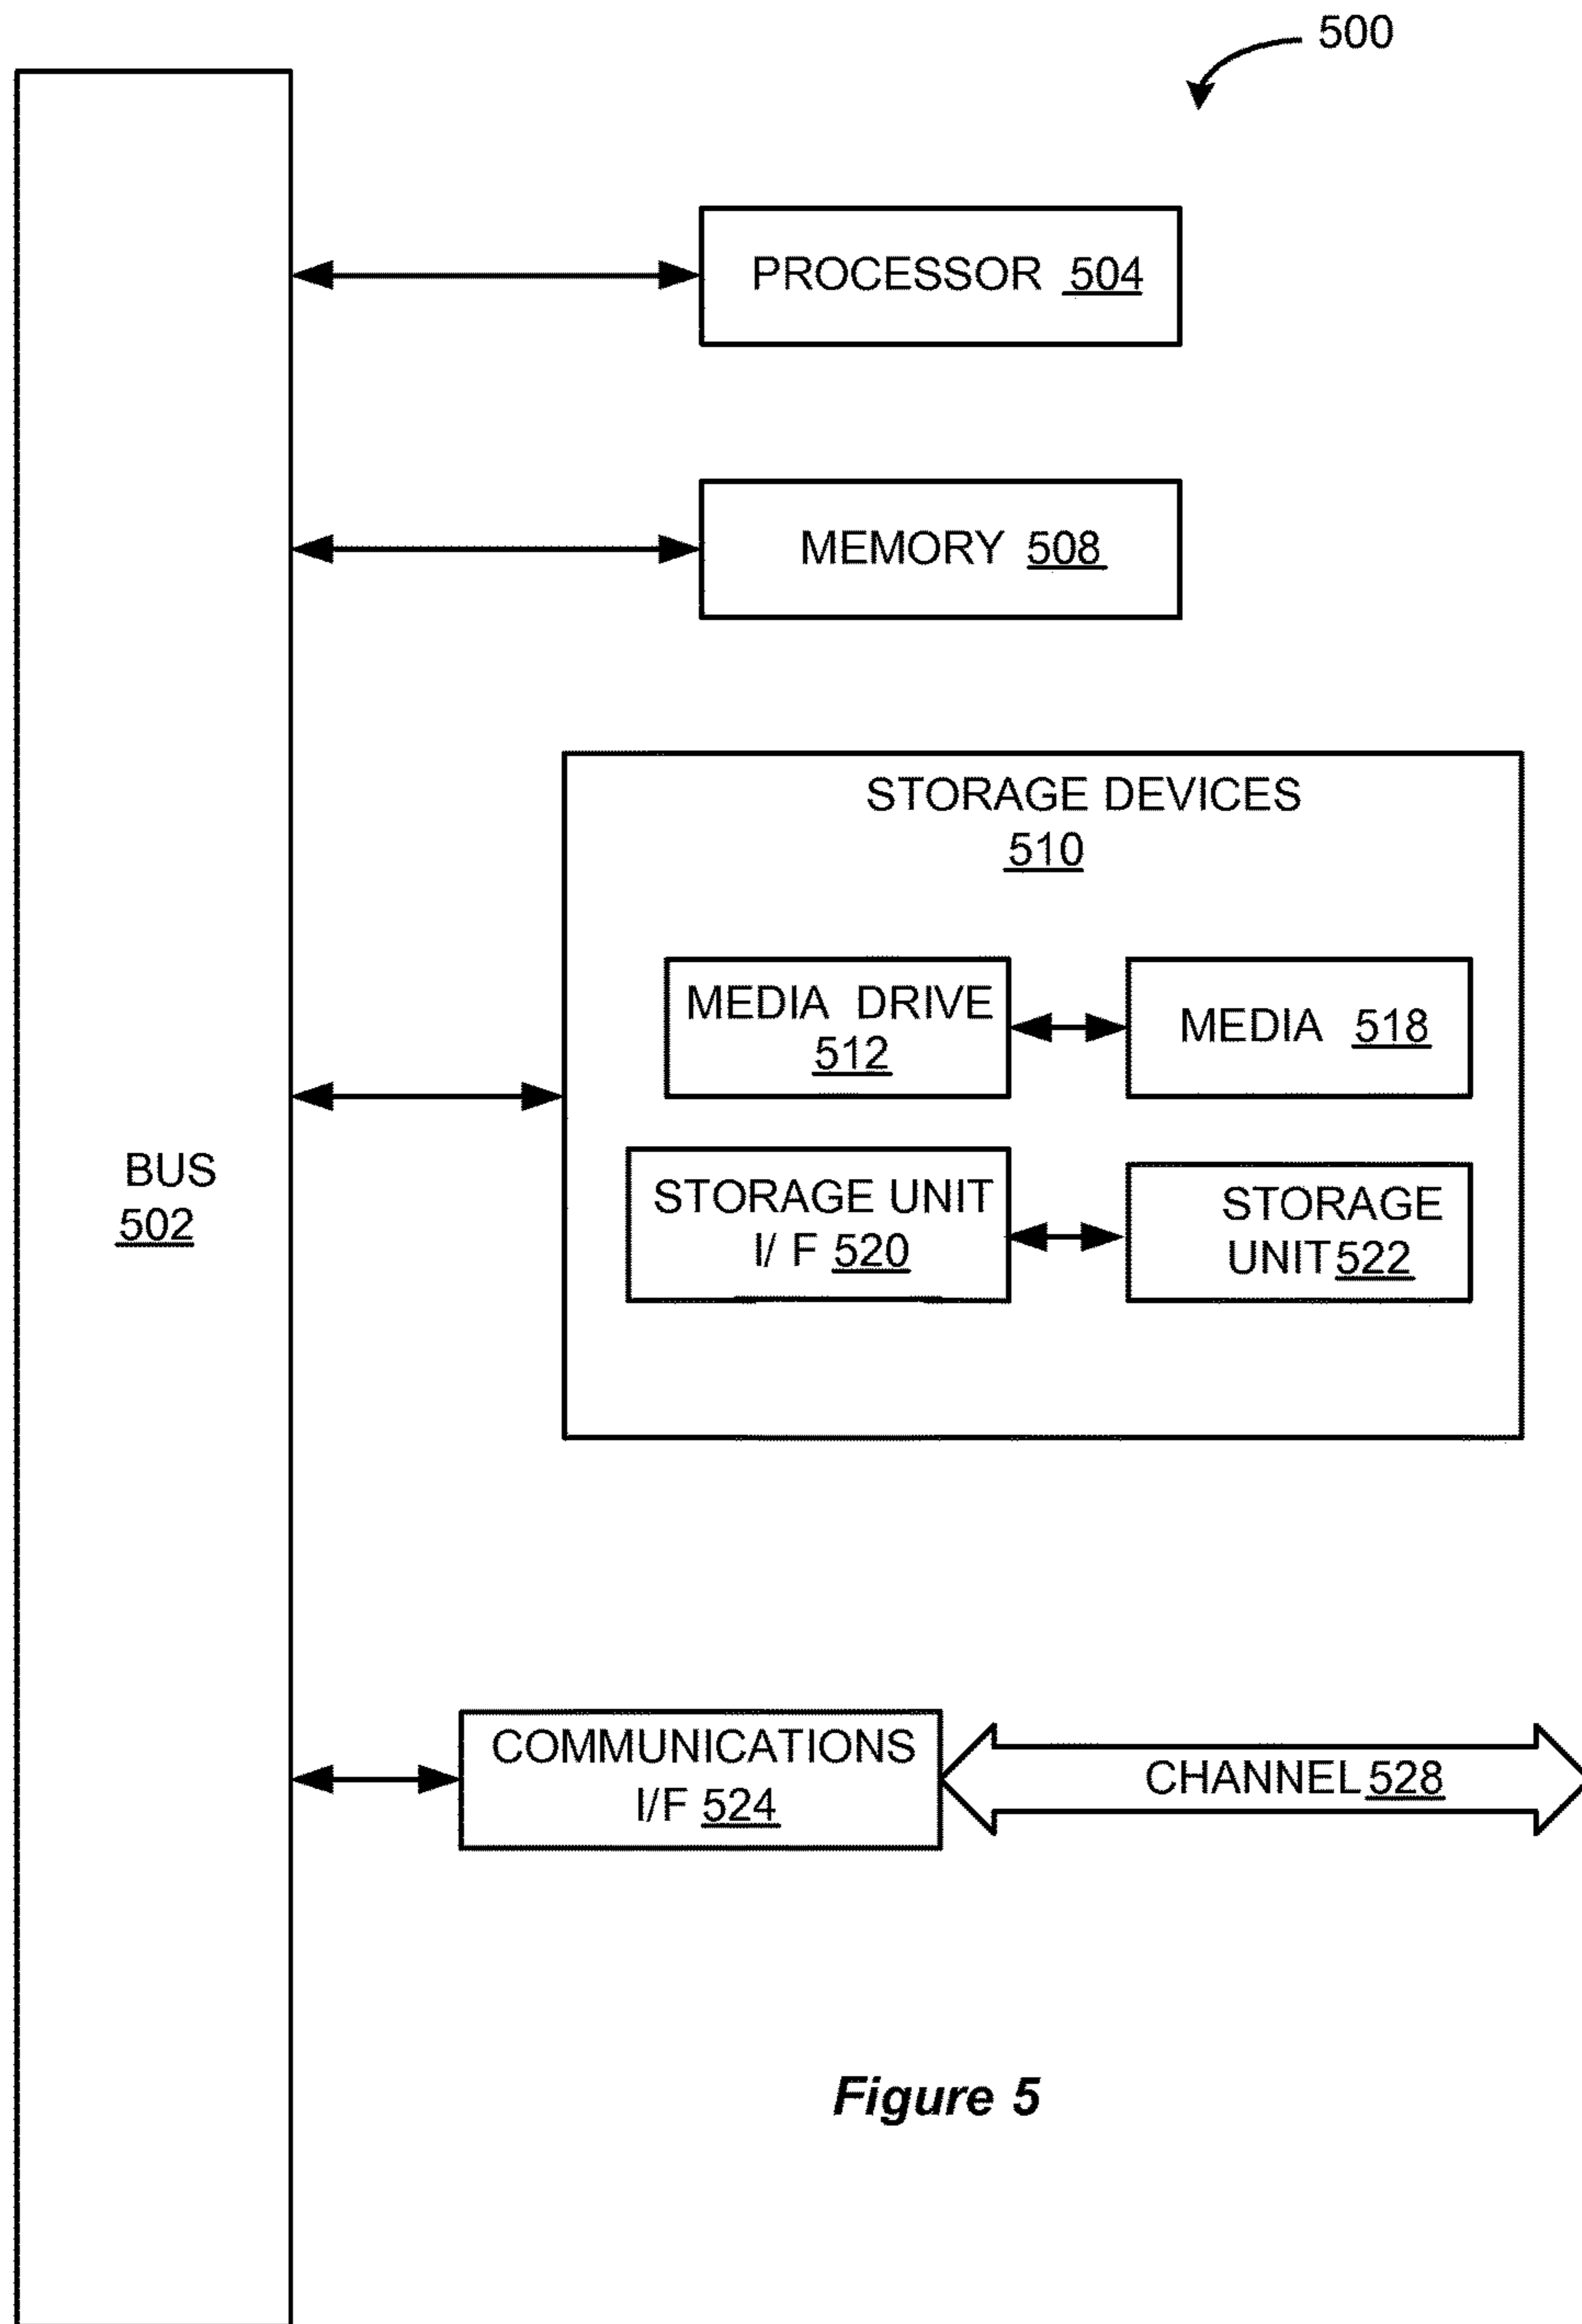 500
PROCESSOR 504
MEMORY 508
STORAGE DEVICES
510
MEDIA DRIVE
512
MEDIA 518
BUS
502
STORAGE UNIT
I/ F 520
STORAGE
UNIT 522
COMMUNICATIONS
I/F 524
CHANNEL 528
Figure 5